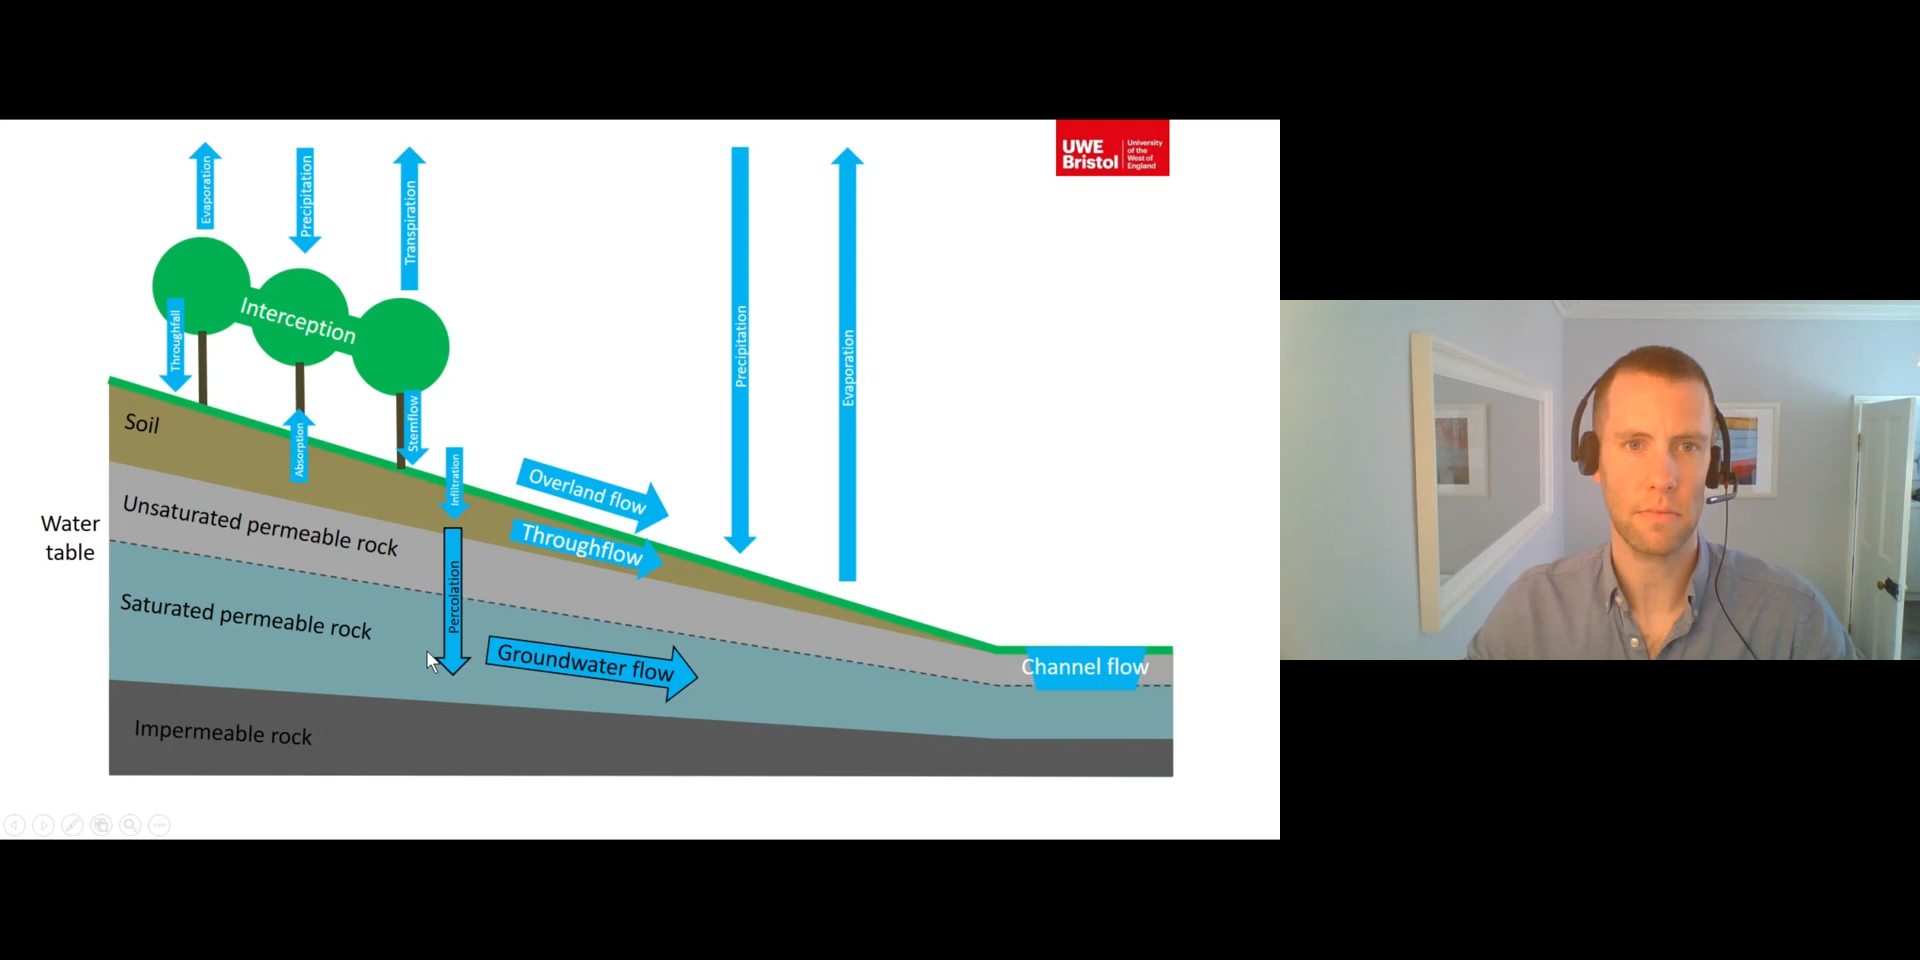 UWE
Bristol
University
of the
West of
England
Evaporation
Precipitation
Transpiration
Interception
Throughfall
Precipitation
Evaporation
Soil
Absorption
Stemflow
Infiltration
Overland flow
Throughflow
Unsaturated permeable rock
Water
table
Percolation
Saturated permeable rock
Groundwater flow
Channel flow
Impermeable rock